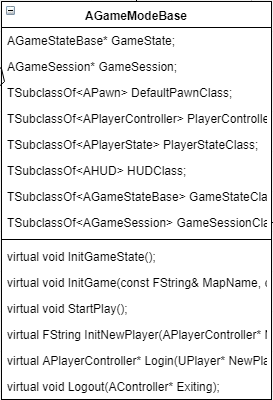 AGameModeBase
AGameStateBase* GameState;
AGameSession* GameSession;
TSubclassOf<APawn> DefaultPawnClass;
TSubclassOf<APlayerController> PlayerControlle
TSubclassOf<APlayerState> PlayerStateClass;
TSubclassOf<AHUD> HUDClass;
TSubclassOf<AGameStateBase> GameStateCla
TSubclassOf<AGameSession> GameSessionCla
virtual void InitGameState();
virtual void InitGame(const FString& MapName,
virtual void StartPlay();
virtual FString InitNewPlayer(APlayerController*
virtual APlayerController* Login(UPlayer* NewPla
virtual void Logout(AController* Exiting);